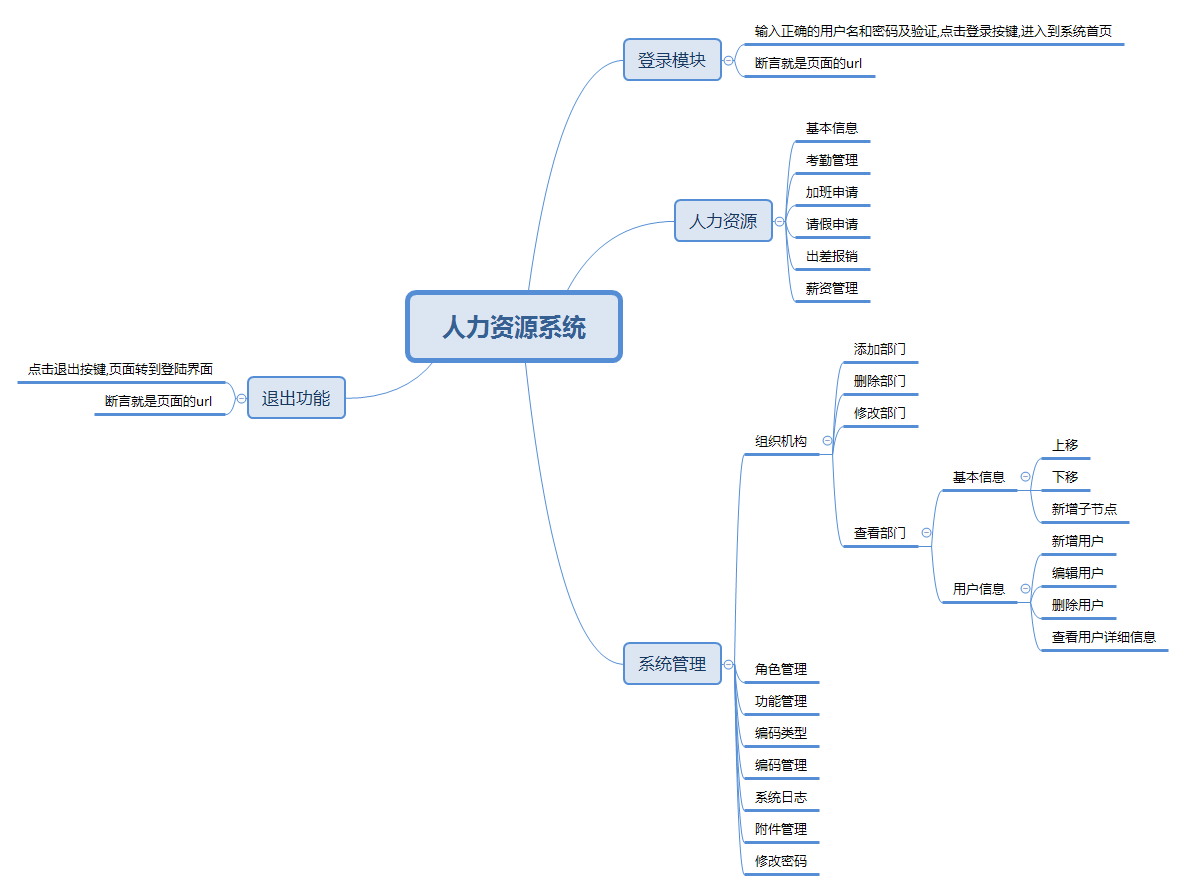 人力资源系统
登录模块
输入正确的用户名和密码及验证,点击登录按键,进入到系统首页
断言就是页面的url
人力资源
基本信息
考勤管理
加班申请
请假申请
出差报销
薪资管理
系统管理
组织机构
添加部门
删除部门
修改部门
查看部门
基本信息
上移
下移
新增子节点
用户信息
新增用户
编辑用户
删除用户
查看用户详细信息
角色管理
功能管理
编码类型
编码管理
系统日志
附件管理
修改密码
退出功能
点击退出按键,页面转到登陆界面
断言就是页面的url